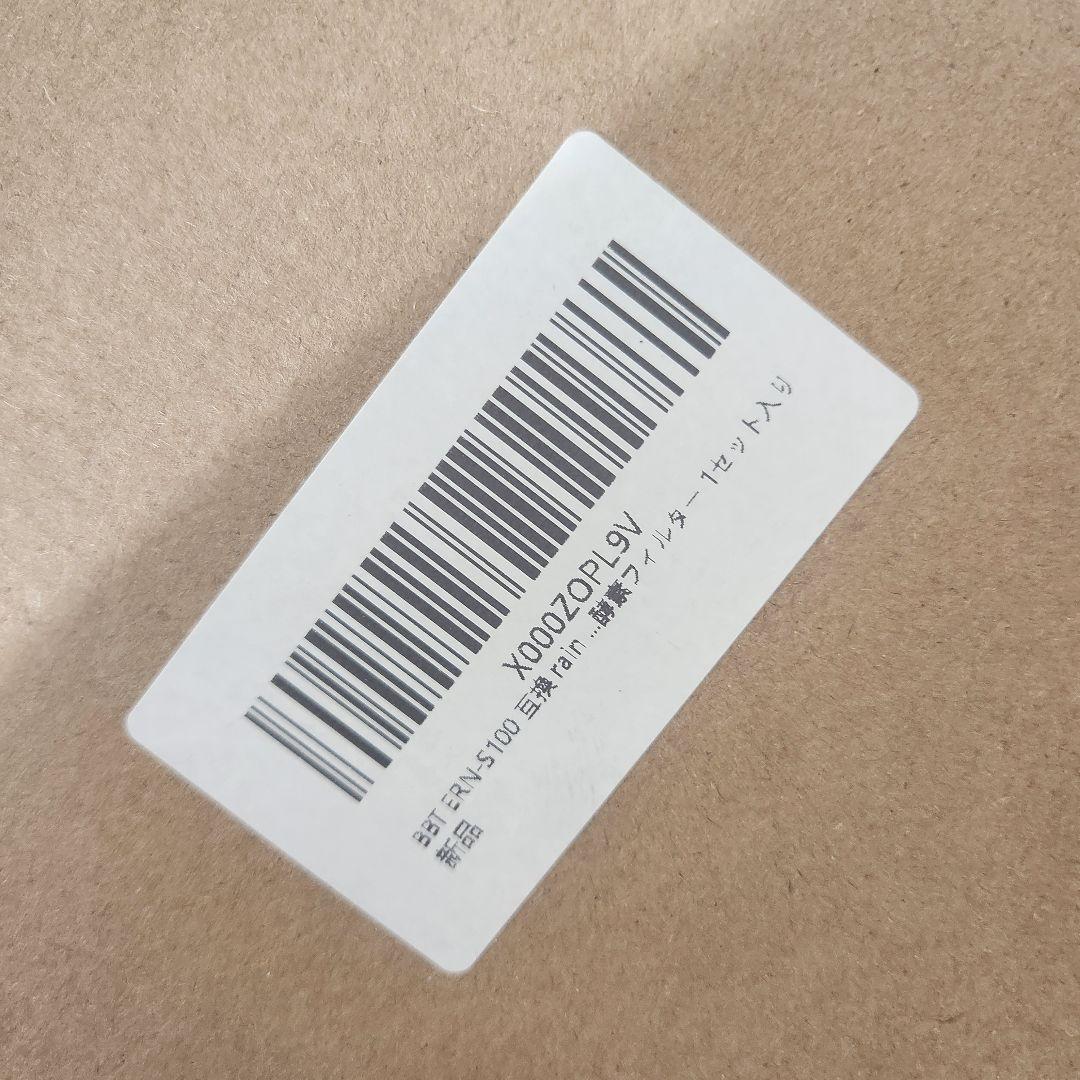 X000ZOPL9V
BBT ERN-S100 互換 rain ...酵素フィルター 1セット入り
新品